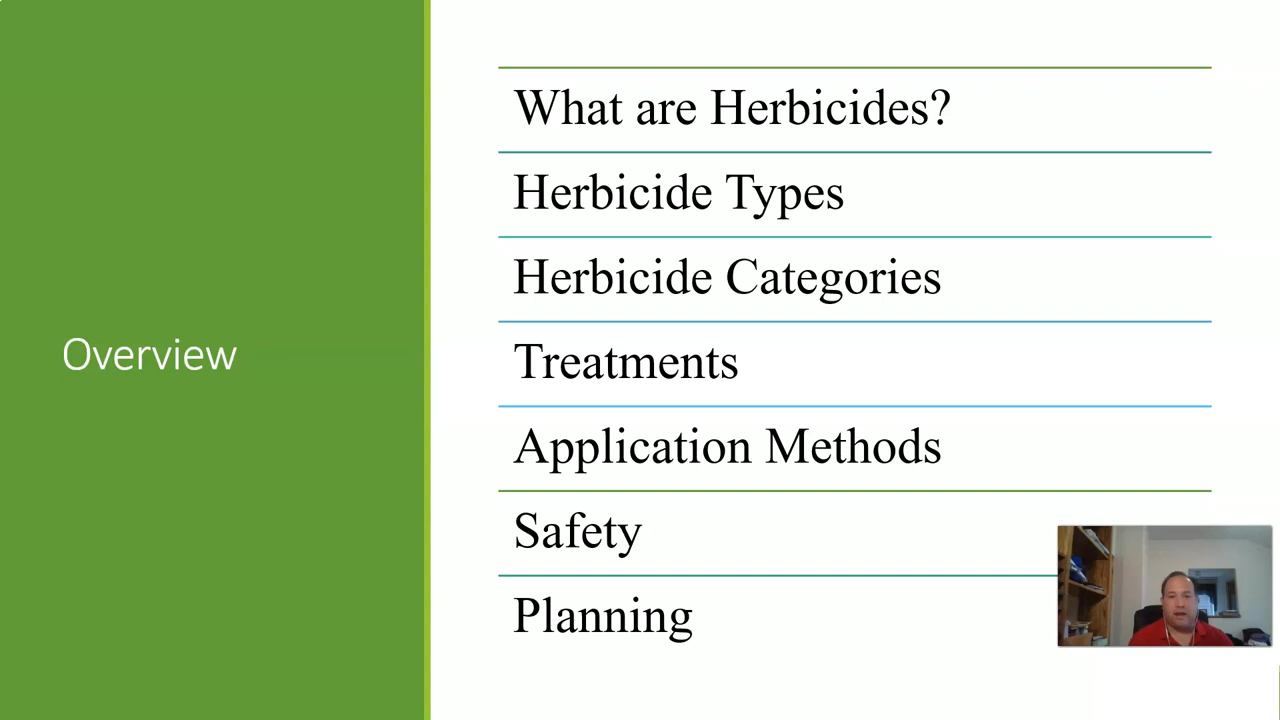 Overview
What are Herbicides?
Herbicide Types
Herbicide Categories
Treatments
Application Methods
Safety
Planning